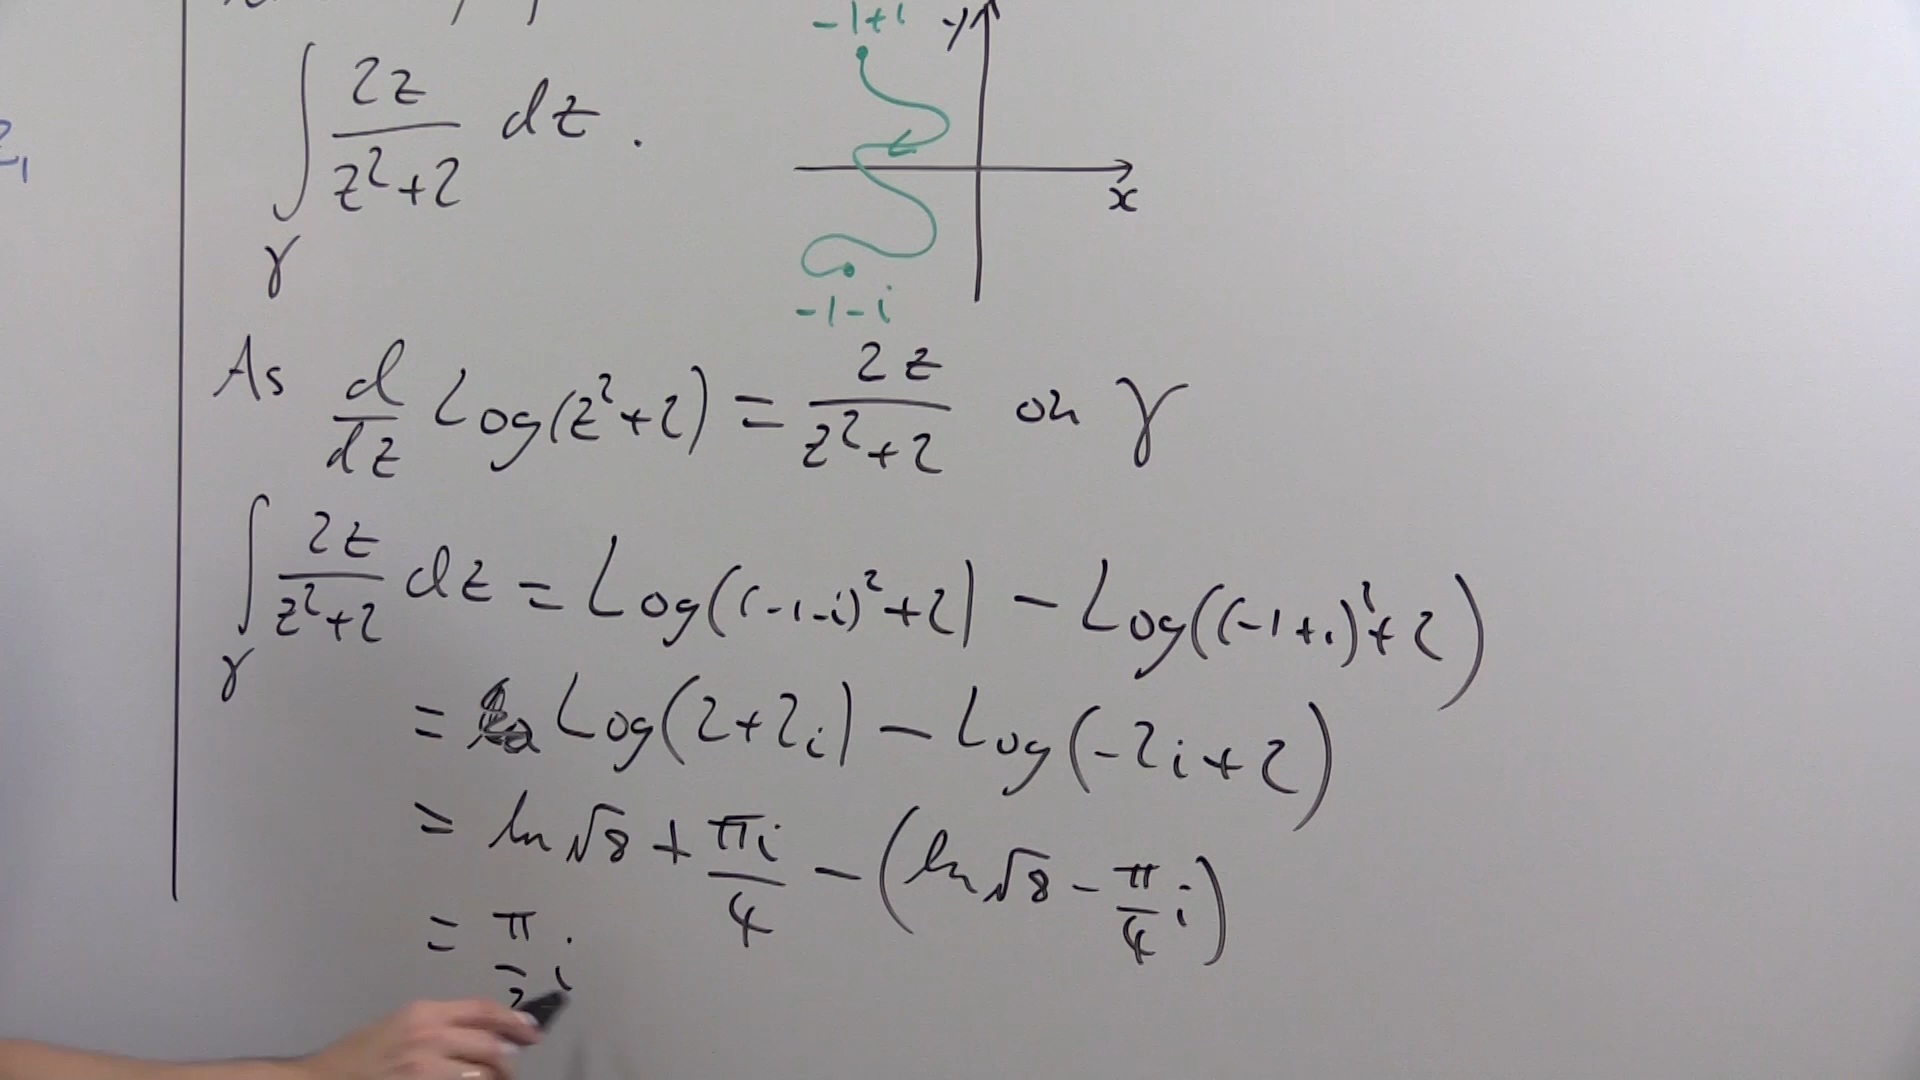 ∫_γ 2z/(z²+2) dz .
-1+i
y
x
-1-i
As d/dz Log(z²+2) = 2z/(z²+2) on γ
∫_γ 2z/(z²+2) dz = Log((-1-i)²+2) - Log((-1+i)²+2)
= Log(2+2i) - Log(-2i+2)
= ln √8 + πi/4 - (ln √8 - π/4 i)
= π/2 i